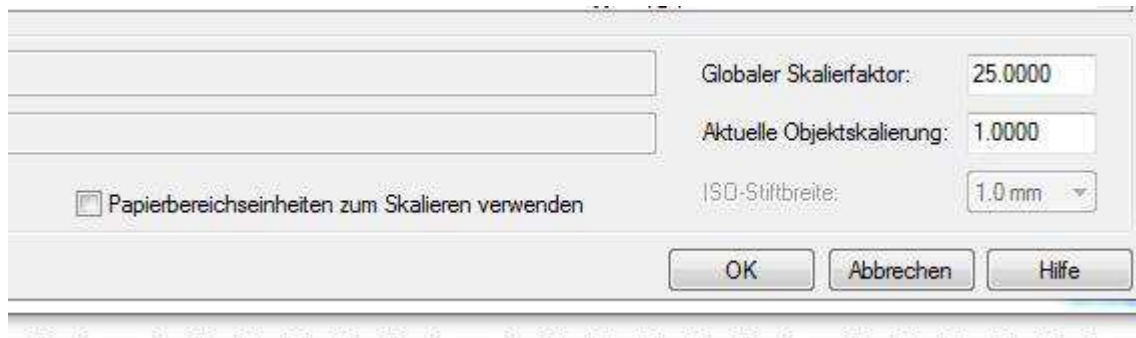 Globaler Skalierfaktor: 25.0000
Aktuelle Objektskalierung: 1.0000
Papierbereichseinheiten zum Skalieren verwenden
ISO-Stiftbreite: 1.0 mm
OK Abbrechen Hilfe